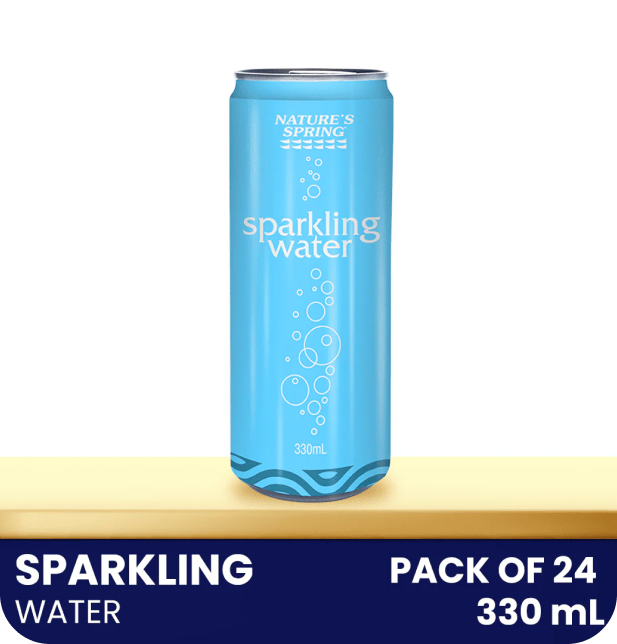 NATURE'S
SPRING
sparkling
water
330mL
SPARKLING
WATER
PACK OF 24
330 mL